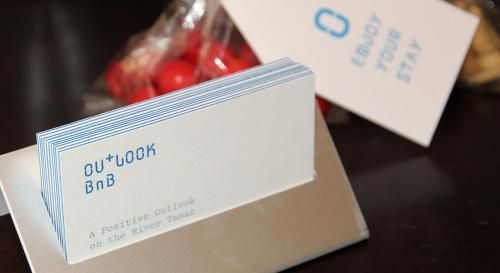 OU+LOOK
BnB
A Positive Outlook
on the River Tamar
O
ENJOY
YOUR
STAY